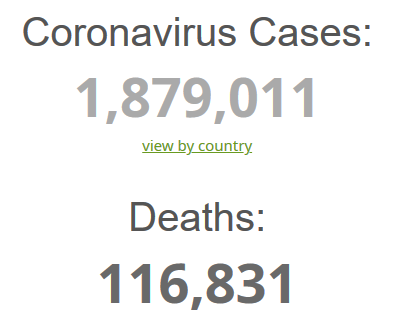 Coronavirus Cases:
1,879,011
view by country
Deaths:
116,831